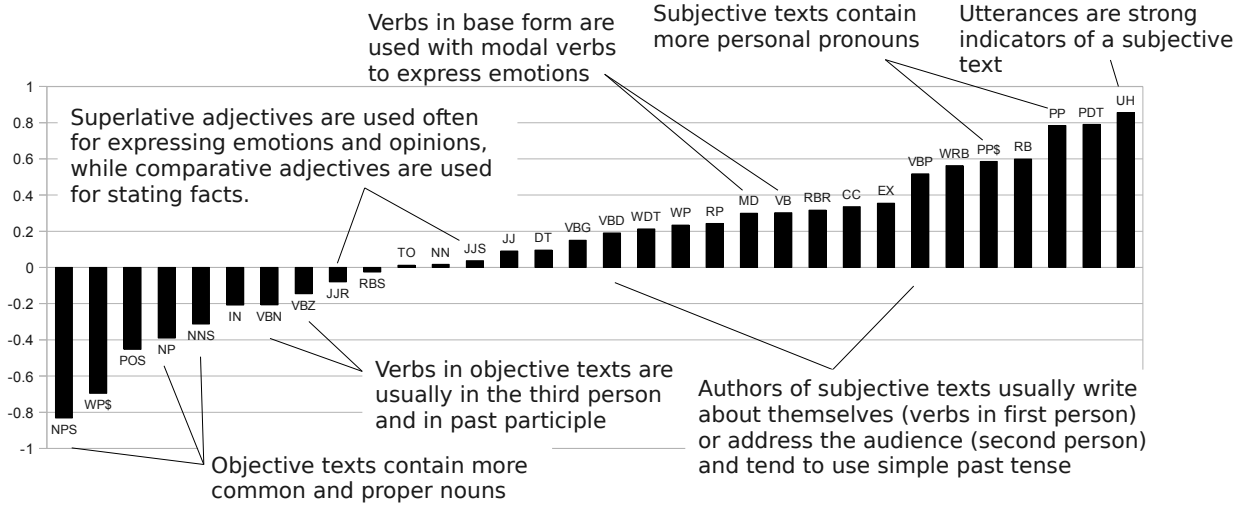 Verbs in base form are
used with modal verbs
to express emotions
Subjective texts contain
more personal pronouns
Utterances are strong
indicators of a subjective
text
Superlative adjectives are used often
for expressing emotions and opinions,
while comparative adjectives are used
for stating facts.
1
0.8
0.6
0.4
0.2
0
-0.2
-0.4
-0.6
-0.8
-1
NPS
WP$
POS
NP
NNS
IN
VBN
VBZ
JJR
RBS
TO
NN
JJS
JJ
DT
VBG
VBD
WDT
WP
RP
MD
VB
RBR
CC
EX
VBP
WRB
PP$
RB
PP
PDT
UH
Verbs in objective texts are
usually in the third person
and in past participle
Authors of subjective texts usually write
about themselves (verbs in first person)
or address the audience (second person)
and tend to use simple past tense
Objective texts contain more
common and proper nouns